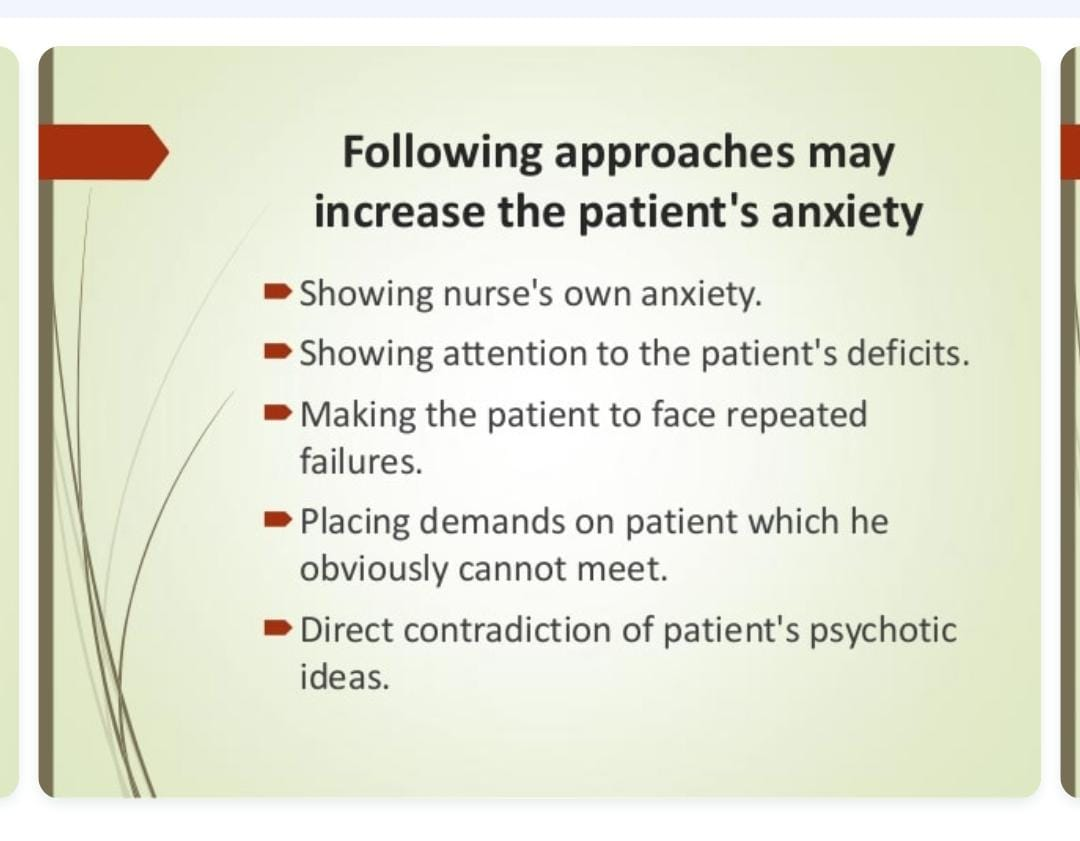 Following approaches may
increase the patient's anxiety
Showing nurse's own anxiety.
Showing attention to the patient's deficits.
Making the patient to face repeated
failures.
Placing demands on patient which he
obviously cannot meet.
Direct contradiction of patient's psychotic
ideas.